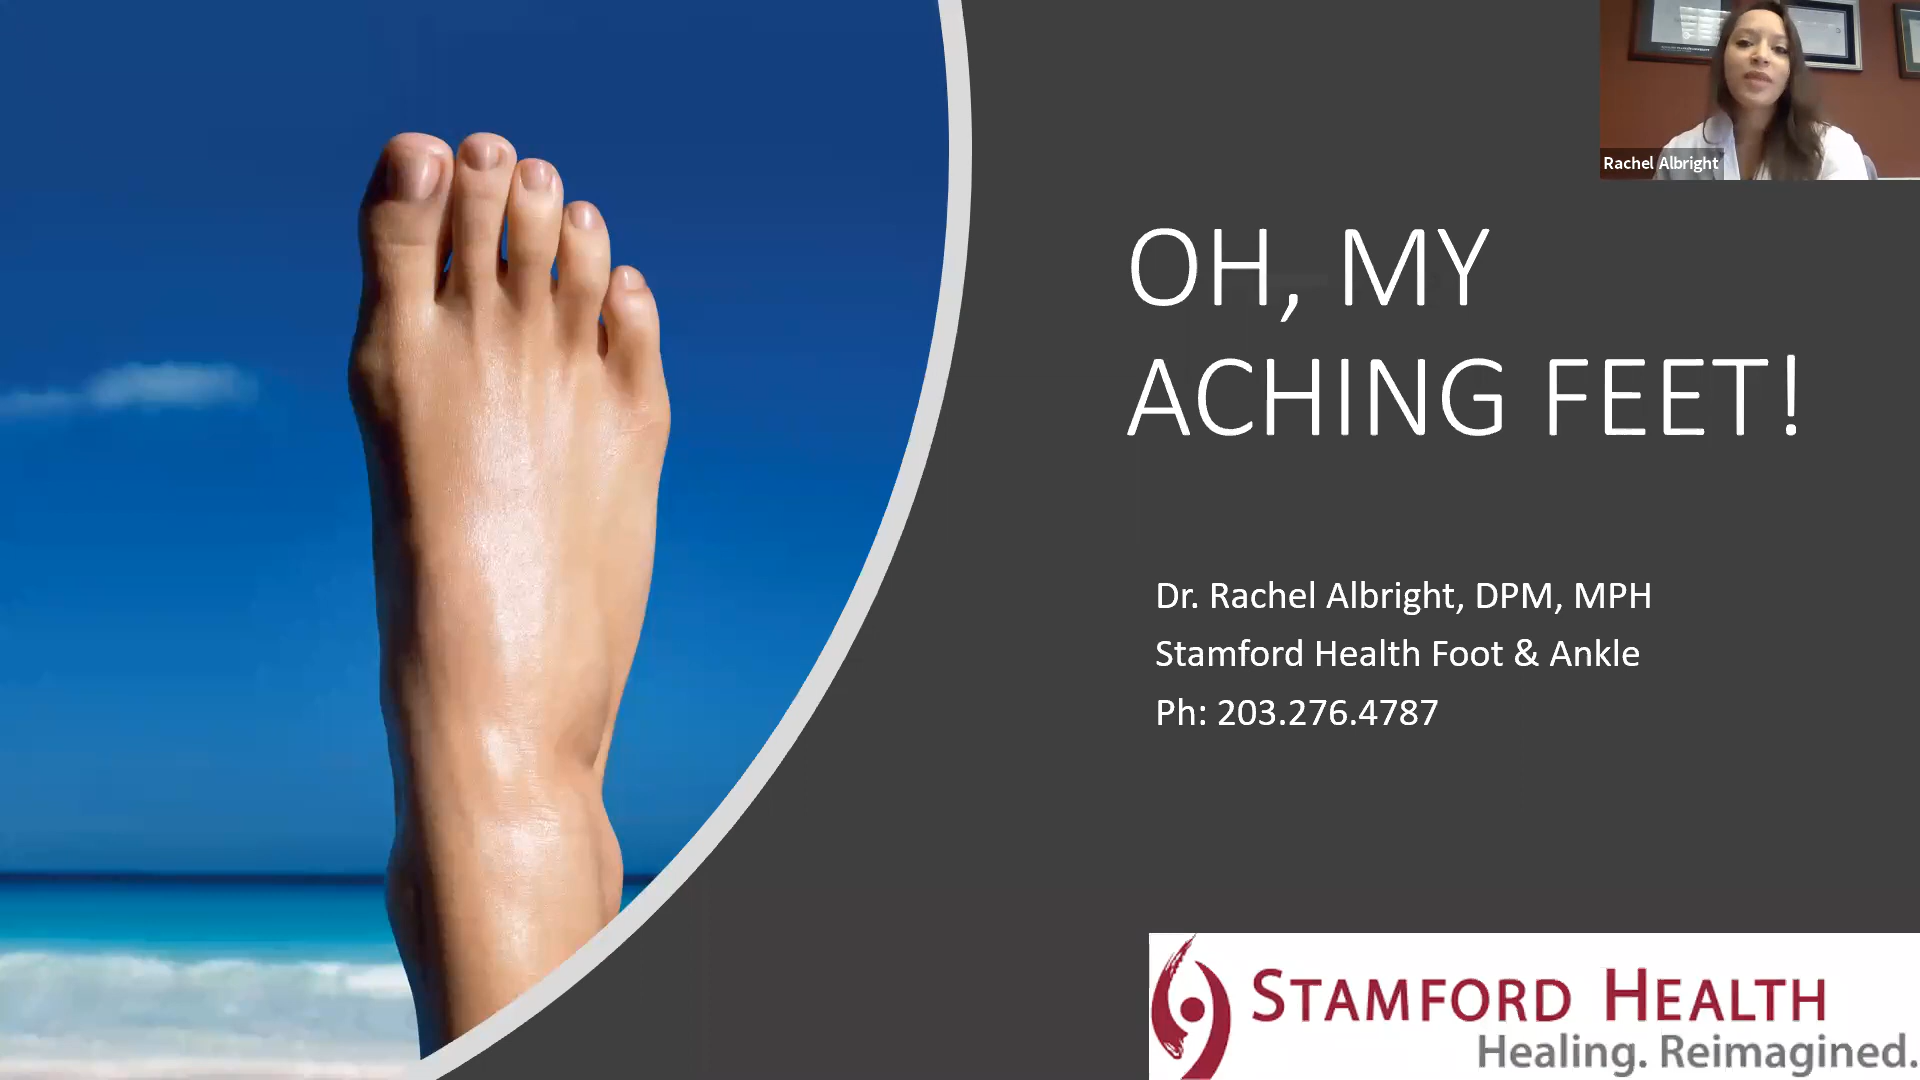 Rachel Albright
OH, MY
ACHING FEET!
Dr. Rachel Albright, DPM, MPH
Stamford Health Foot & Ankle
Ph: 203.276.4787
STAMFORD HEALTH
Healing. Reimagined.